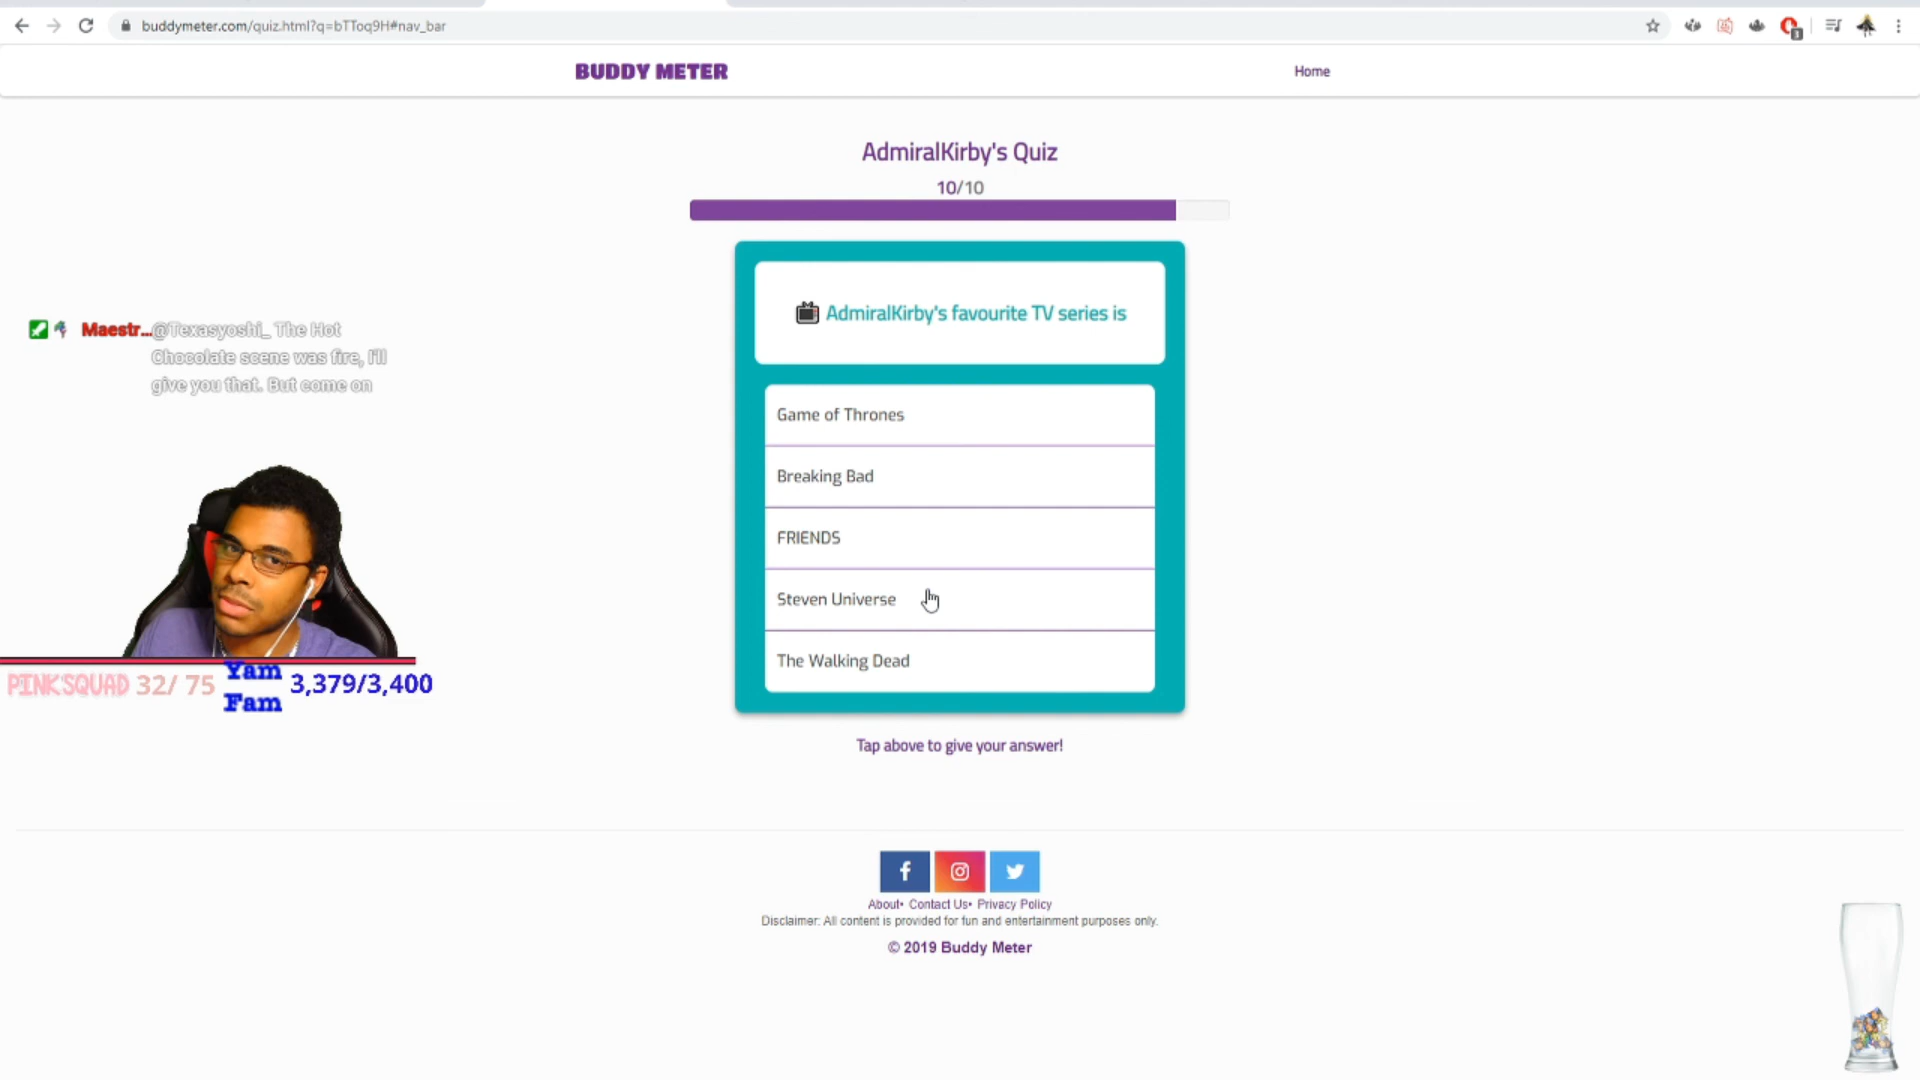 buddymeter.com/quiz.html?q=bTToq9H#nav_bar
3
BUDDY METER
Home
AdmiralKirby's Quiz
10/10
AdmiralKirby's favourite TV series is
Game of Thrones
Breaking Bad
FRIENDS
Steven Universe
The Walking Dead
Tap above to give your answer!
Maestr...@Texasyoshi_ The Hot
Chocolate scene was fire, I'll
give you that. But come on
PINKSQUAD 32/ 75
Yam
Fam
3,379/3,400
About• Contact Us• Privacy Policy
Disclaimer: All content is provided for fun and entertainment purposes only.
© 2019 Buddy Meter